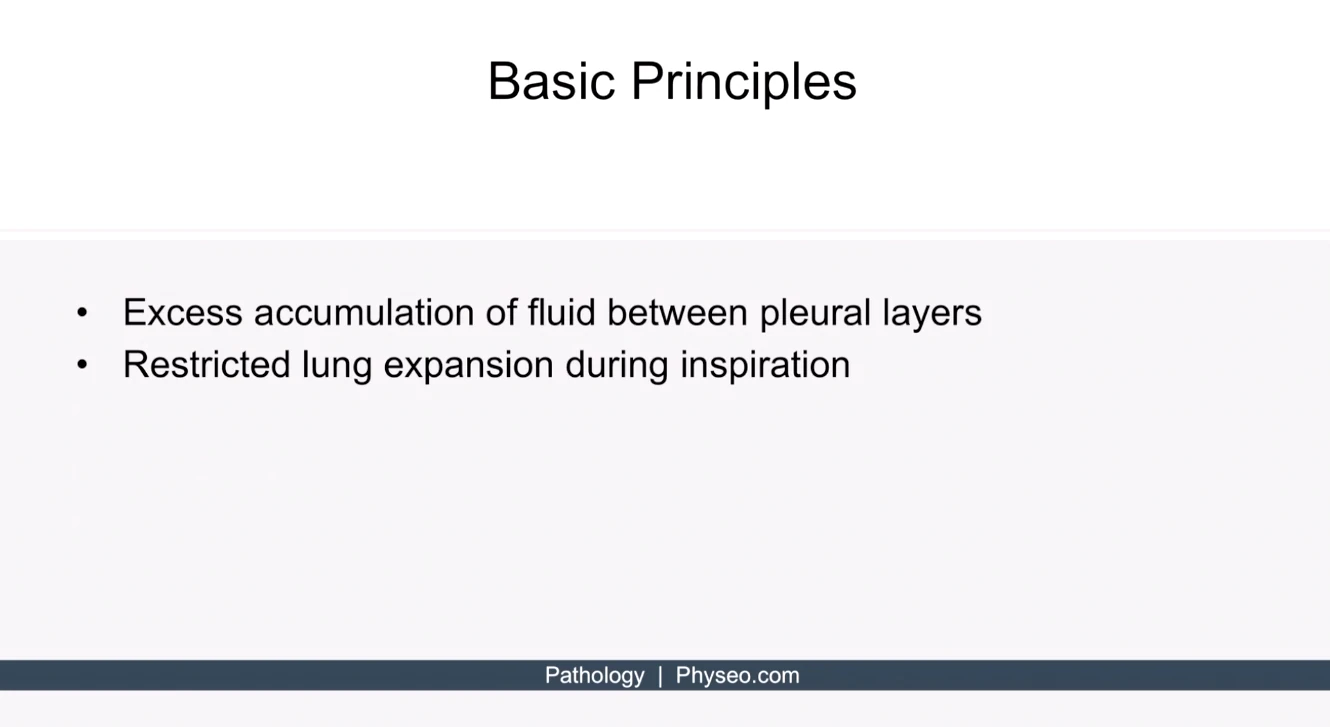 Basic Principles
• Excess accumulation of fluid between pleural layers
• Restricted lung expansion during inspiration
Pathology | Physeo.com